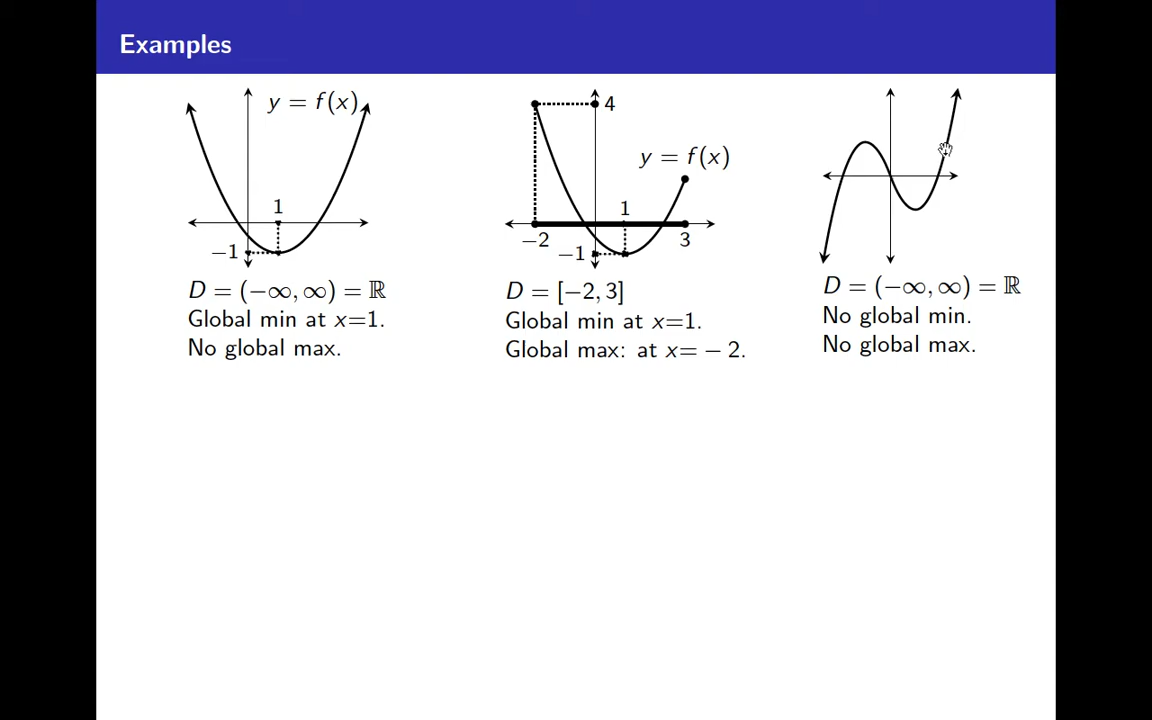 Examples
y = f(x)
1
−1
D = (−∞, ∞) = ℝ
Global min at x=1.
No global max.
4
y = f(x)
1
−2
3
−1
D = [−2, 3]
Global min at x=1.
Global max: at x= − 2.
D = (−∞, ∞) = ℝ
No global min.
No global max.